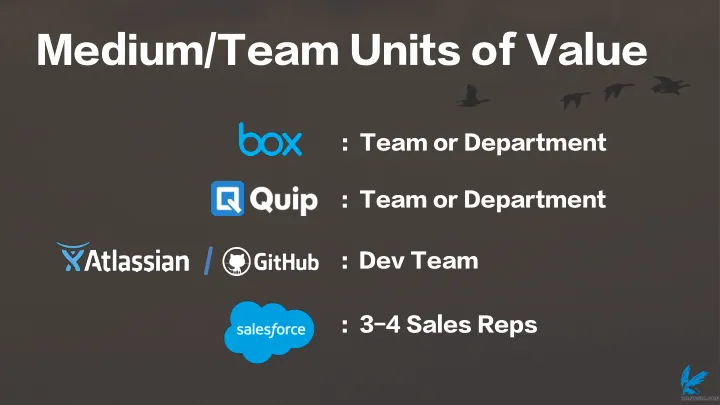 Medium/Team Units of Value
box : Team or Department
Quip : Team or Department
Atlassian / GitHub : Dev Team
salesforce : 3-4 Sales Reps